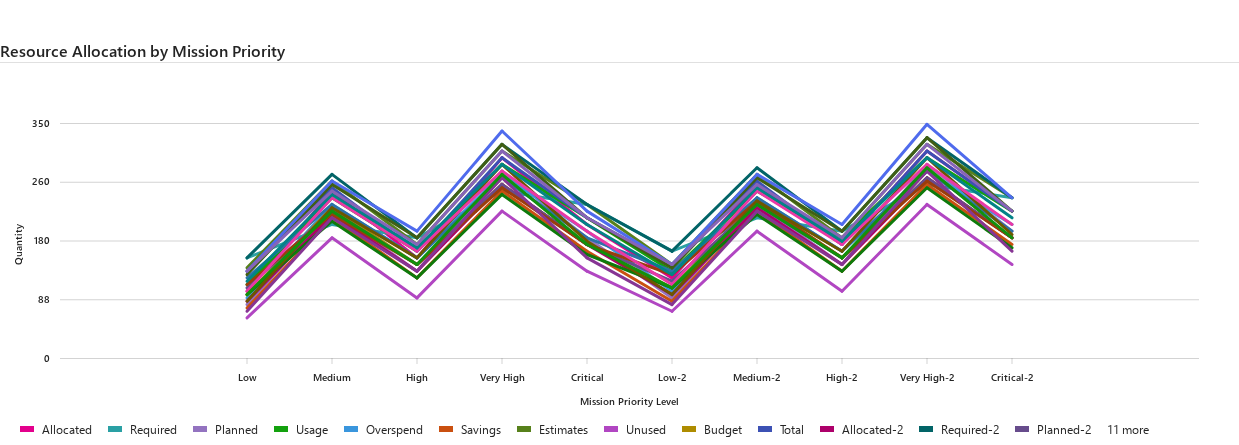 Resource Allocation by Mission Priority
350
260
180
88
0
Quantity
Low Medium High Very High Critical Low-2 Medium-2 High-2 Very High-2 Critical-2
Mission Priority Level
Allocated Required Planned Usage Overspend Savings Estimates Unused Budget Total Allocated-2 Required-2 Planned-2 11 more